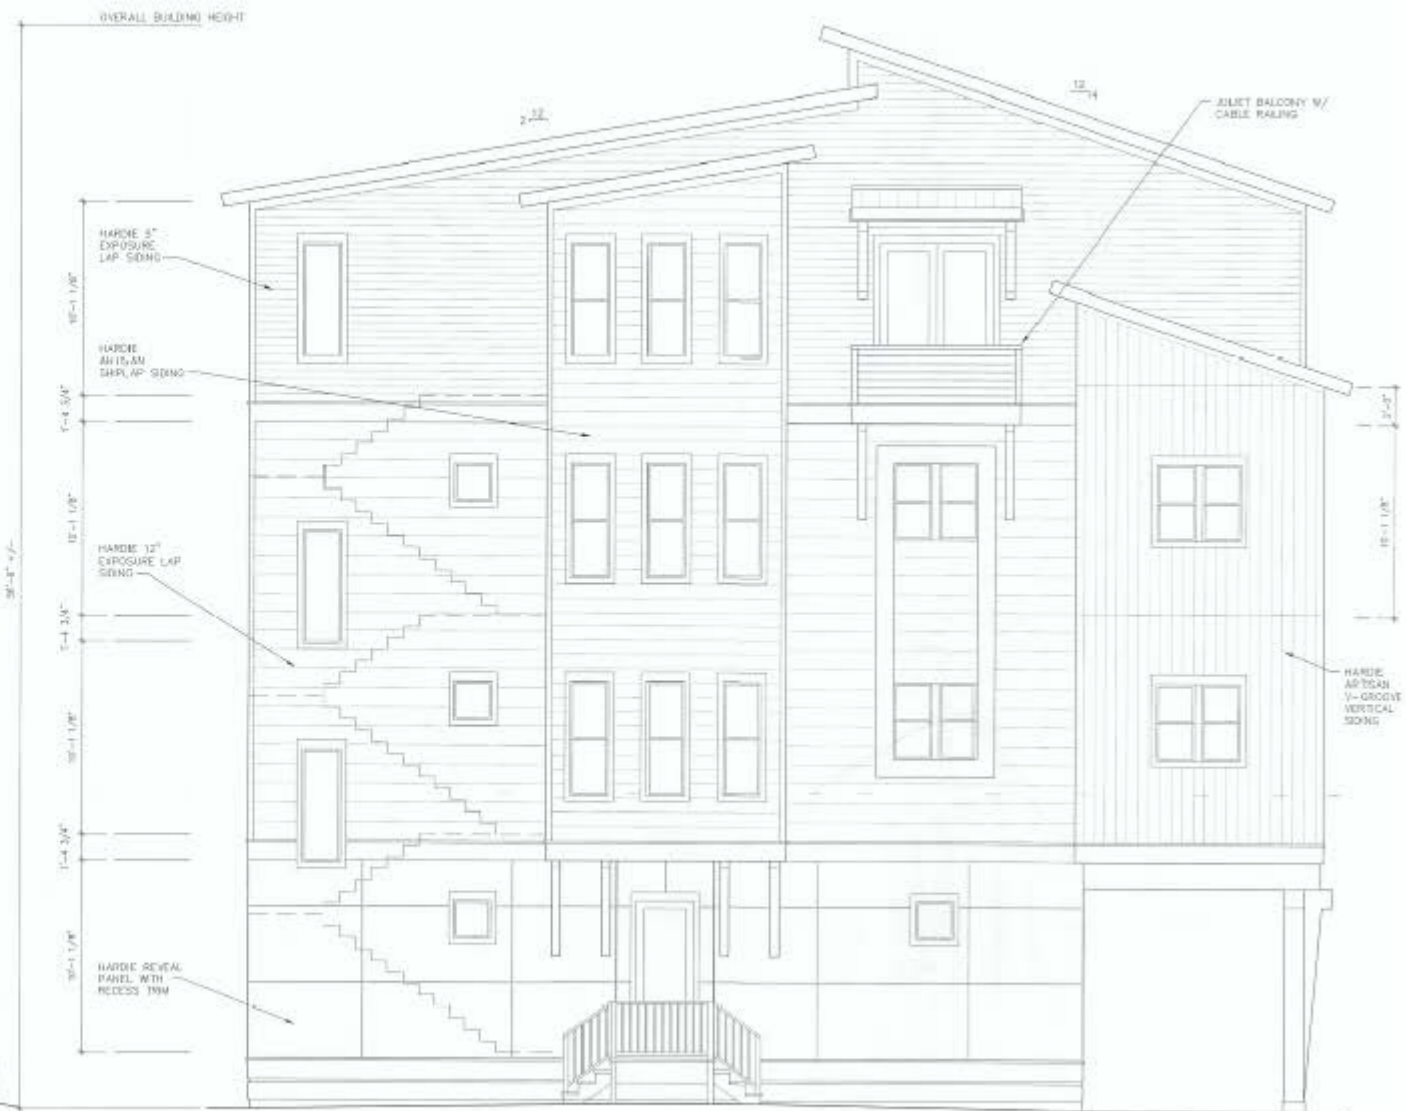 OVERALL BUILDING HEIGHT
12
2
12
14
JULIET BALCONY W/
CABLE RAILING
HARDIE 5"
EXPOSURE
LAP SIDING
10'-1 1/8"
HARDIE
ARTISAN
SHIPLAP SIDING
1'-4 3/4"
10'-1 1/8"
HARDIE 12"
EXPOSURE LAP
SIDING
10'-1 1/8"
1'-4 3/4"
HARDIE
ARTISAN
V-GROOVE
VERTICAL
SIDING
10'-1 1/8"
1'-4 3/4"
10'-1 1/8"
HARDIE REVEAL
PANEL WITH
RECESS TRIM